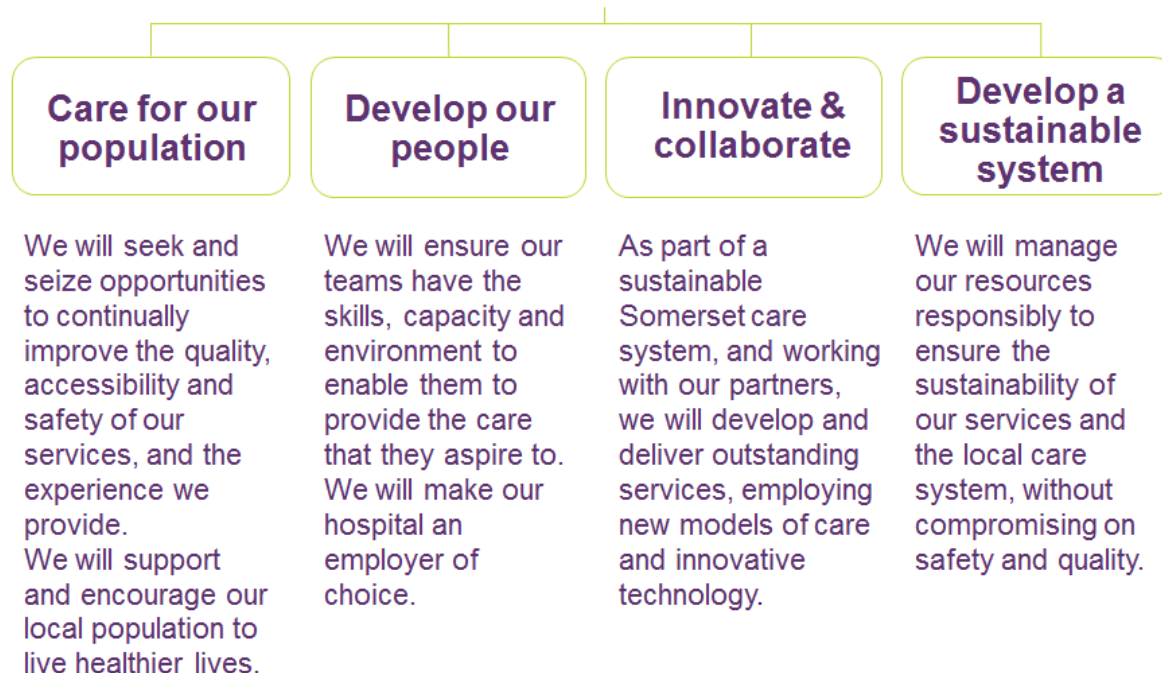 Care for our
population
We will seek and
seize opportunities
to continually
improve the quality,
accessibility and
safety of our
services, and the
experience we
provide.
We will support
and encourage our
local population to
live healthier lives.
Develop our
people
We will ensure our
teams have the
skills, capacity and
environment to
enable them to
provide the care
that they aspire to.
We will make our
hospital an
employer of
choice.
Innovate &
collaborate
As part of a
sustainable
Somerset care
system, and working
with our partners,
we will develop and
deliver outstanding
services, employing
new models of care
and innovative
technology.
Develop a
sustainable
system
We will manage
our resources
responsibly to
ensure the
sustainability of
our services and
the local care
system, without
compromising on
safety and quality.